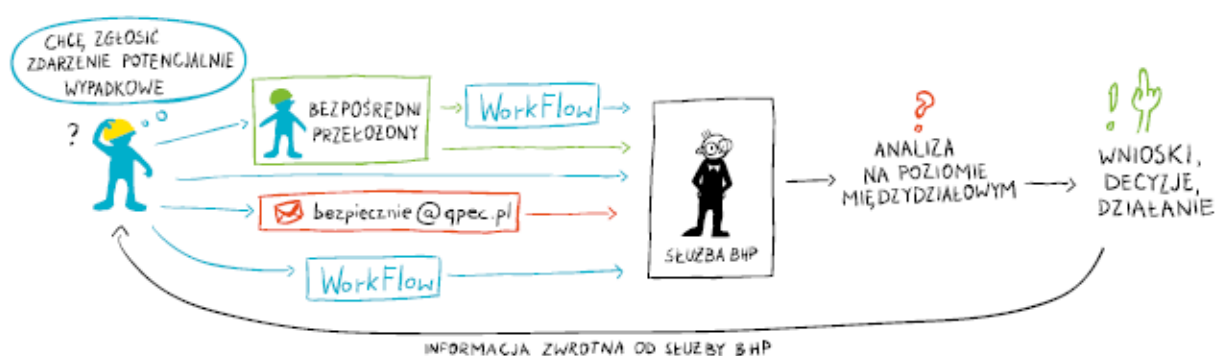 CHCĘ ZGŁOSIĆ
ZDARZENIE POTENCJALNIE
WYPADKOWE
?
BEZPOŚREDNI
PRZEŁOŻONY
WorkFlow
bezpiecznie@gpec.pl
WorkFlow
SŁUŻBA BHP
?
ANALIZA
NA POZIOMIE
MIĘDZYDZIAŁOWYM
!
WNIOSKI,
DECYZJE,
DZIAŁANIE
INFORMACJA ZWROTNA OD SŁUŻBY BHP